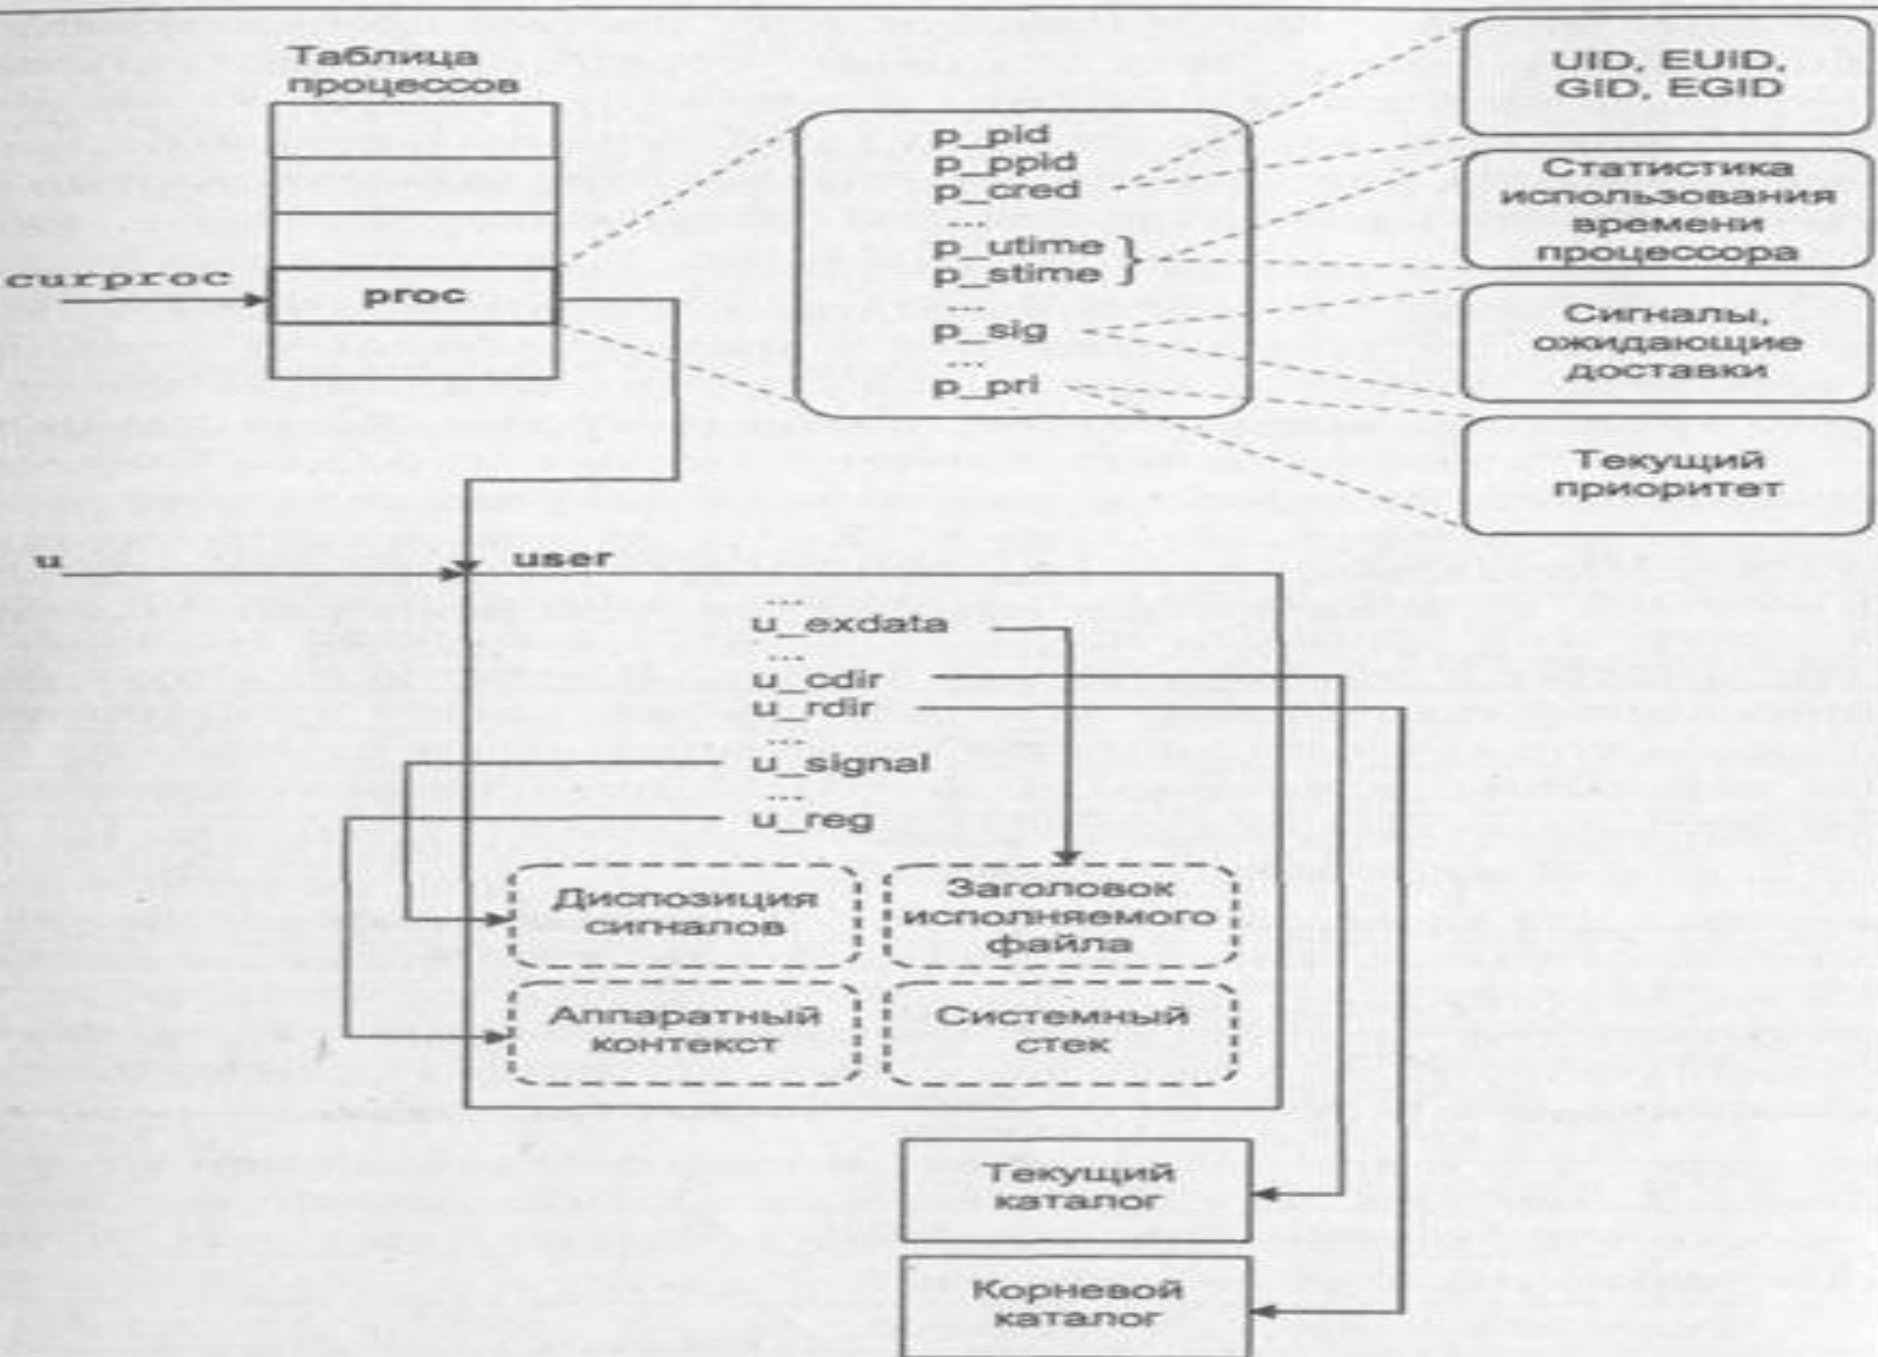 Таблица
процессов
curproc
proc
p_pid
p_ppid
p_cred
...
p_utime
p_stime
...
p_sig
...
p_pri
UID, EUID,
GID, EGID
Статистика
использования
времени
процессора
Сигналы,
ожидающие
доставки
Текущий
приоритет
u
user
...
u_exdata
...
u_cdir
u_rdir
...
u_signal
...
u_reg
Диспозиция
сигналов
Заголовок
исполняемого
файла
Аппаратный
контекст
Системный
стек
Текущий
каталог
Корневой
каталог